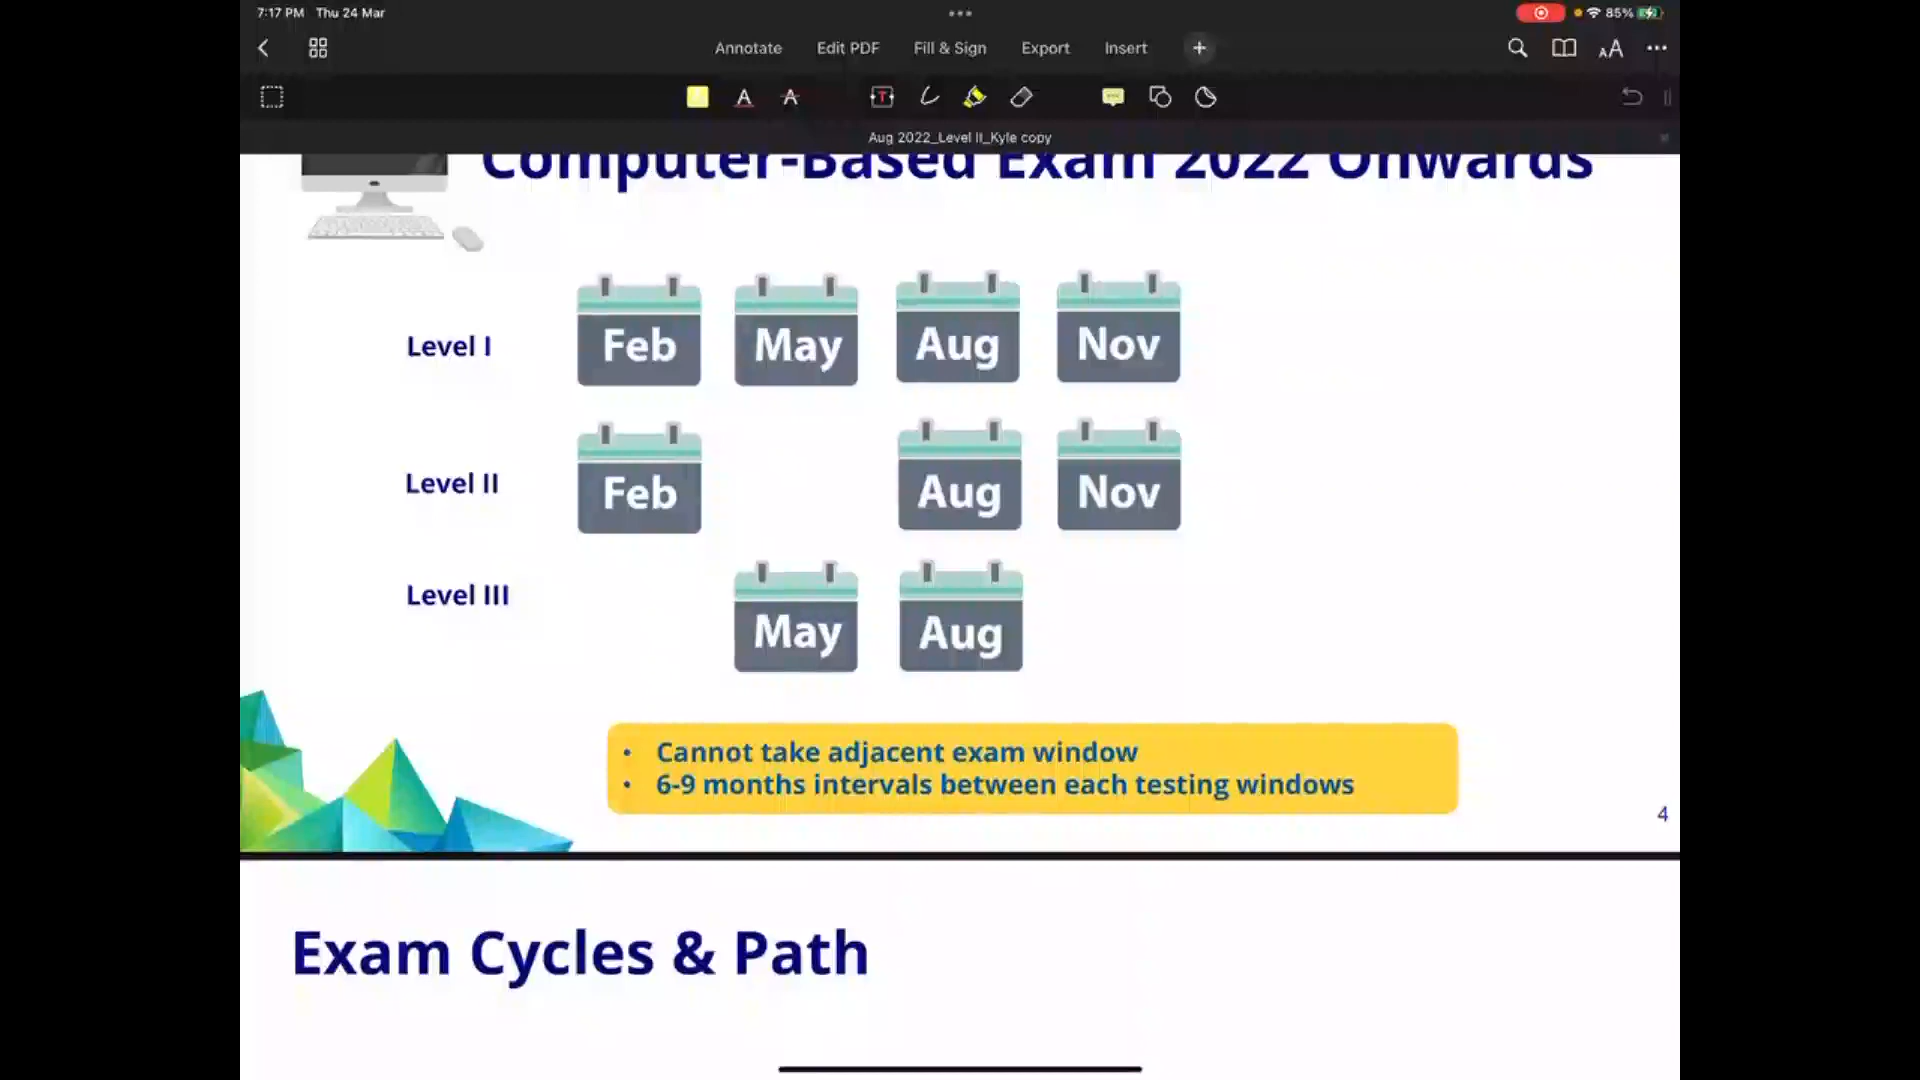 7:17 PM Thu 24 Mar
85%
Annotate Edit PDF Fill & Sign Export Insert
AA
A A T
Aug 2022_Level II_Kyle copy
Computer-Based Exam 2022 Onwards
Level I Feb May Aug Nov
Level II Feb Aug Nov
Level III May Aug
• Cannot take adjacent exam window
• 6-9 months intervals between each testing windows
4
Exam Cycles & Path